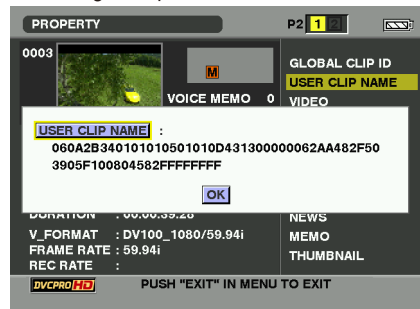 PROPERTY
P2 1 2
0003
M
VOICE MEMO 0
GLOBAL CLIP ID
USER CLIP NAME
VIDEO
USER CLIP NAME :
060A2B340101010501010D431300000062AA482F50
3905F100804582FFFFFFFF
OK
DURATION : 00:00:39:28
V_FORMAT : DV100_1080/59.94i
FRAME RATE : 59.94i
REC RATE :
NEWS
MEMO
THUMBNAIL
DVCPRO HD
PUSH "EXIT" IN MENU TO EXIT